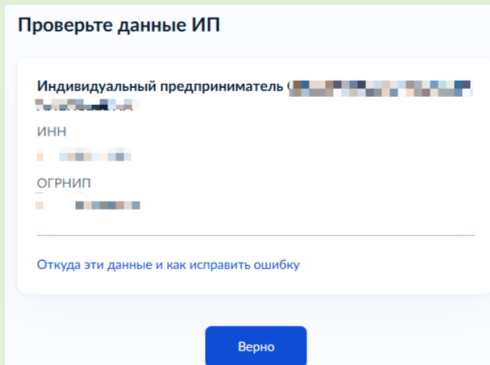 Проверьте данные ИП
Индивидуальный предприниматель
ИНН
ОГРНИП
Откуда эти данные и как исправить ошибку
Верно